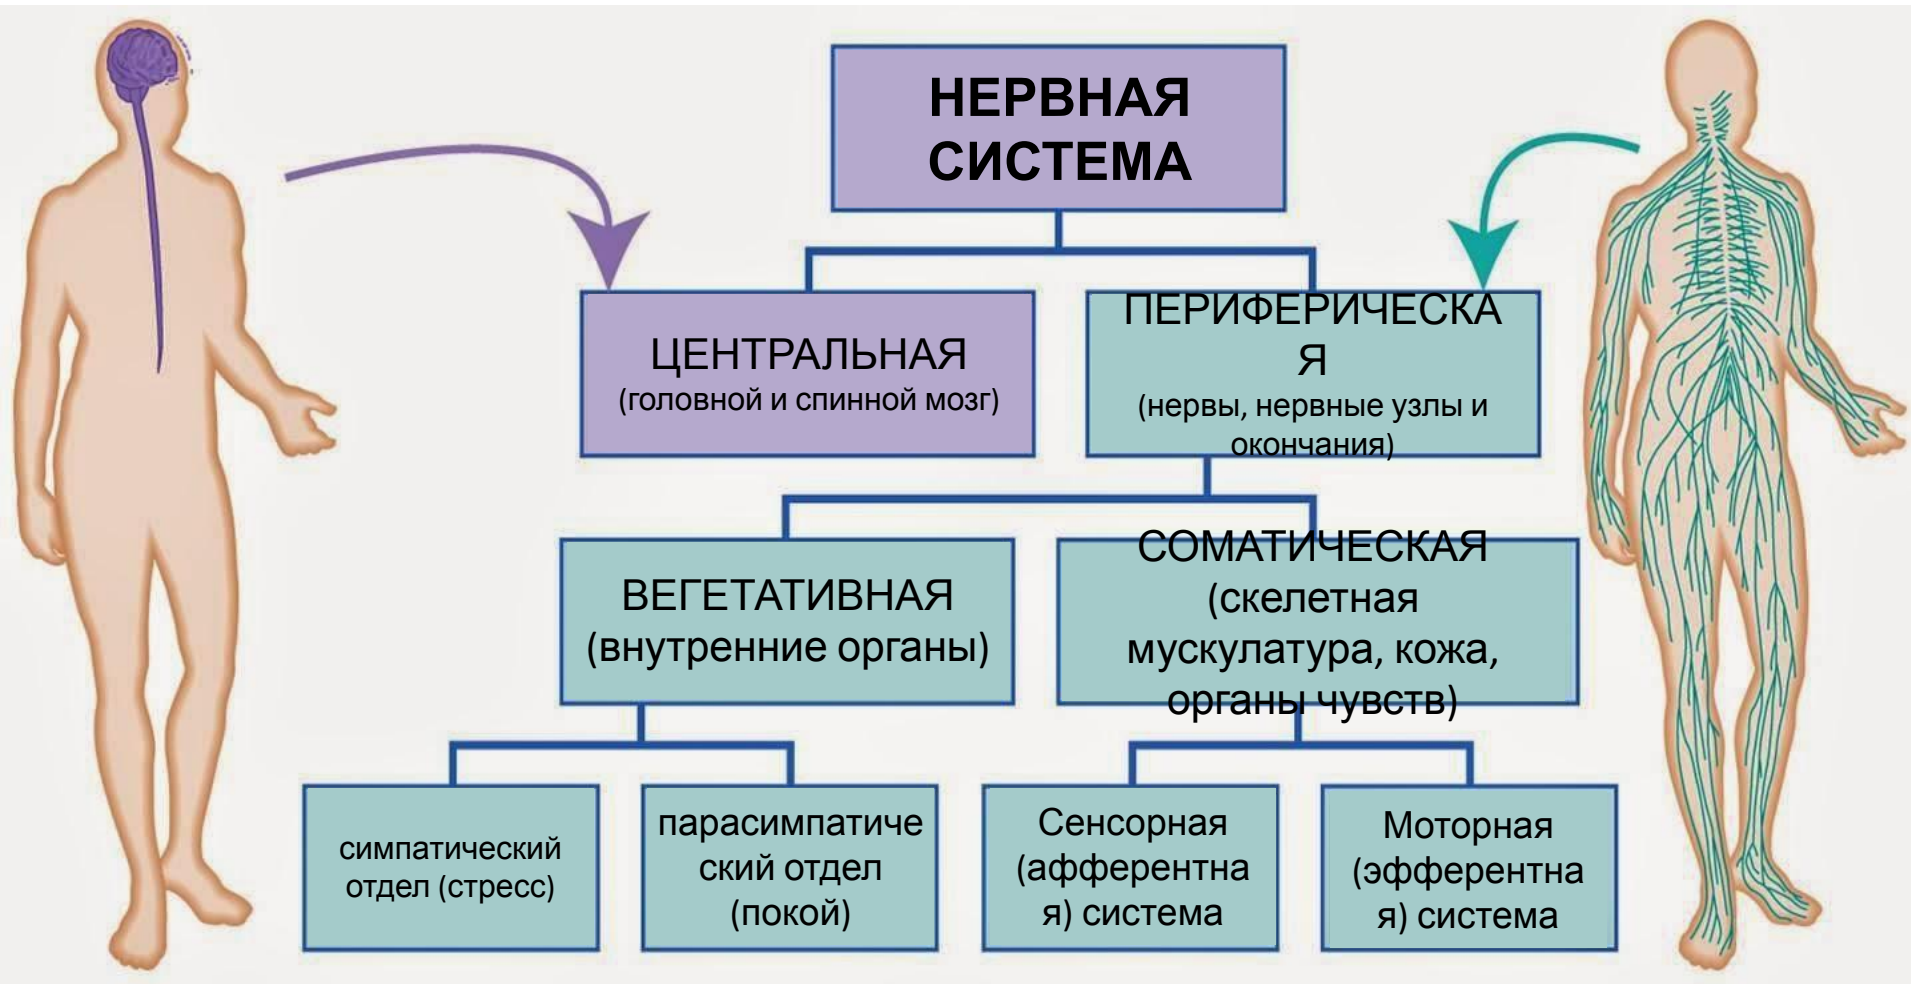 НЕРВНАЯ
СИСТЕМА
ЦЕНТРАЛЬНАЯ
(головной и спинной мозг)
ПЕРИФЕРИЧЕСКА
Я
(нервы, нервные узлы и
окончания)
ВЕГЕТАТИВНАЯ
(внутренние органы)
СОМАТИЧЕСКАЯ
(скелетная
мускулатура, кожа,
органы чувств)
симпатический
отдел (стресс)
парасимпатиче
ский отдел
(покой)
Сенсорная
(афферентна
я) система
Моторная
(эфферентна
я) система